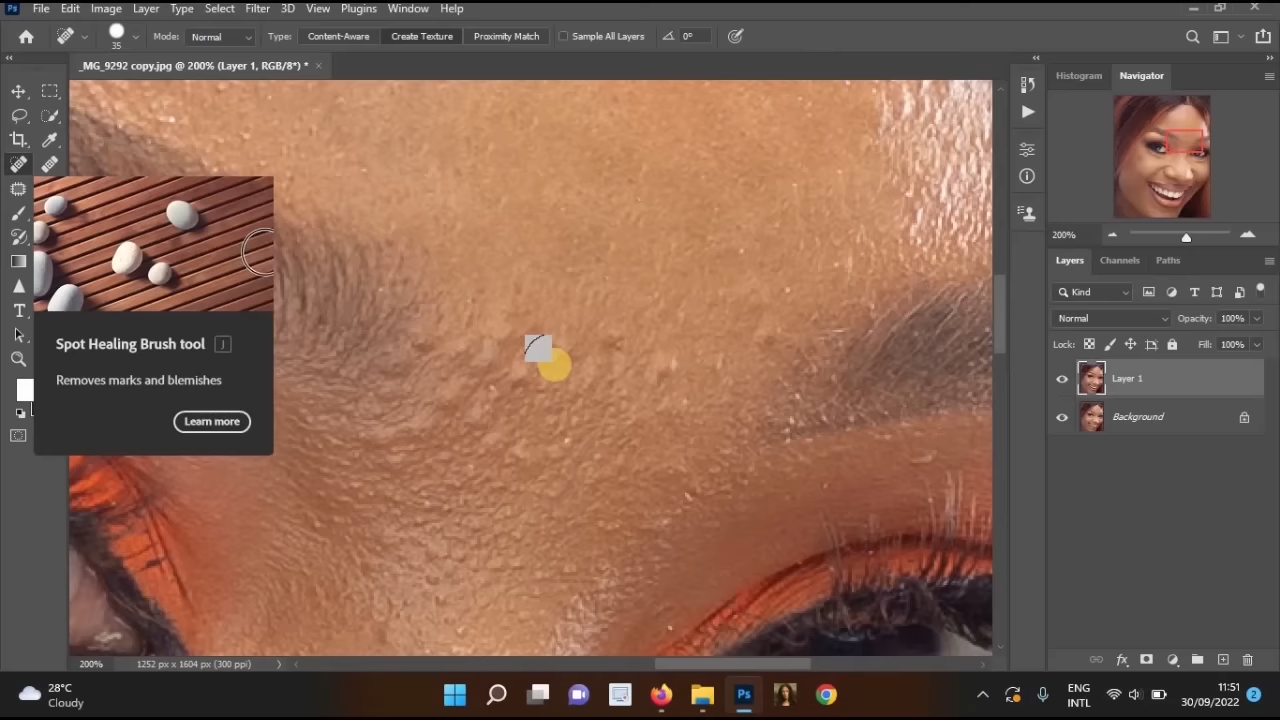 Ps File Edit Image Layer Type Select Filter 3D View Plugins Window Help
35 Mode: Normal Type: Content-Aware Create Texture Proximity Match Sample All Layers 0°
_MG_9292 copy.jpg @ 200% (Layer 1, RGB/8*) * ×
Histogram Navigator
Spot Healing Brush tool J
Removes marks and blemishes
Learn more
200%
Layers Channels Paths
Kind
Normal Opacity: 100%
Lock: Fill: 100%
Layer 1
Background
fx
200% 1252 px x 1604 px (300 ppi)
28°C
Cloudy
Ps
ENG
INTL
11:51
30/09/2022
2